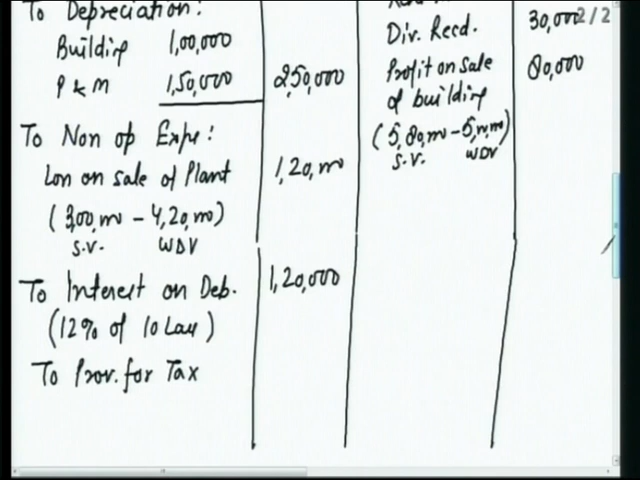 To Depreciation:
Building 1,00,000
P & M 1,50,000 2,50,000
To Non op Expe:
Loss on sale of Plant 1,20,000
(3,00,000 - 4,20,000)
S.V. WDV
To Interest on Deb. 1,20,000
(12% of 10 Lacs)
To Prov. for Tax
Div. Recd. 30,000
2/2
Profit on sale 80,000
of building
(5,80,000 - 5,00,000)
S.V. WDV